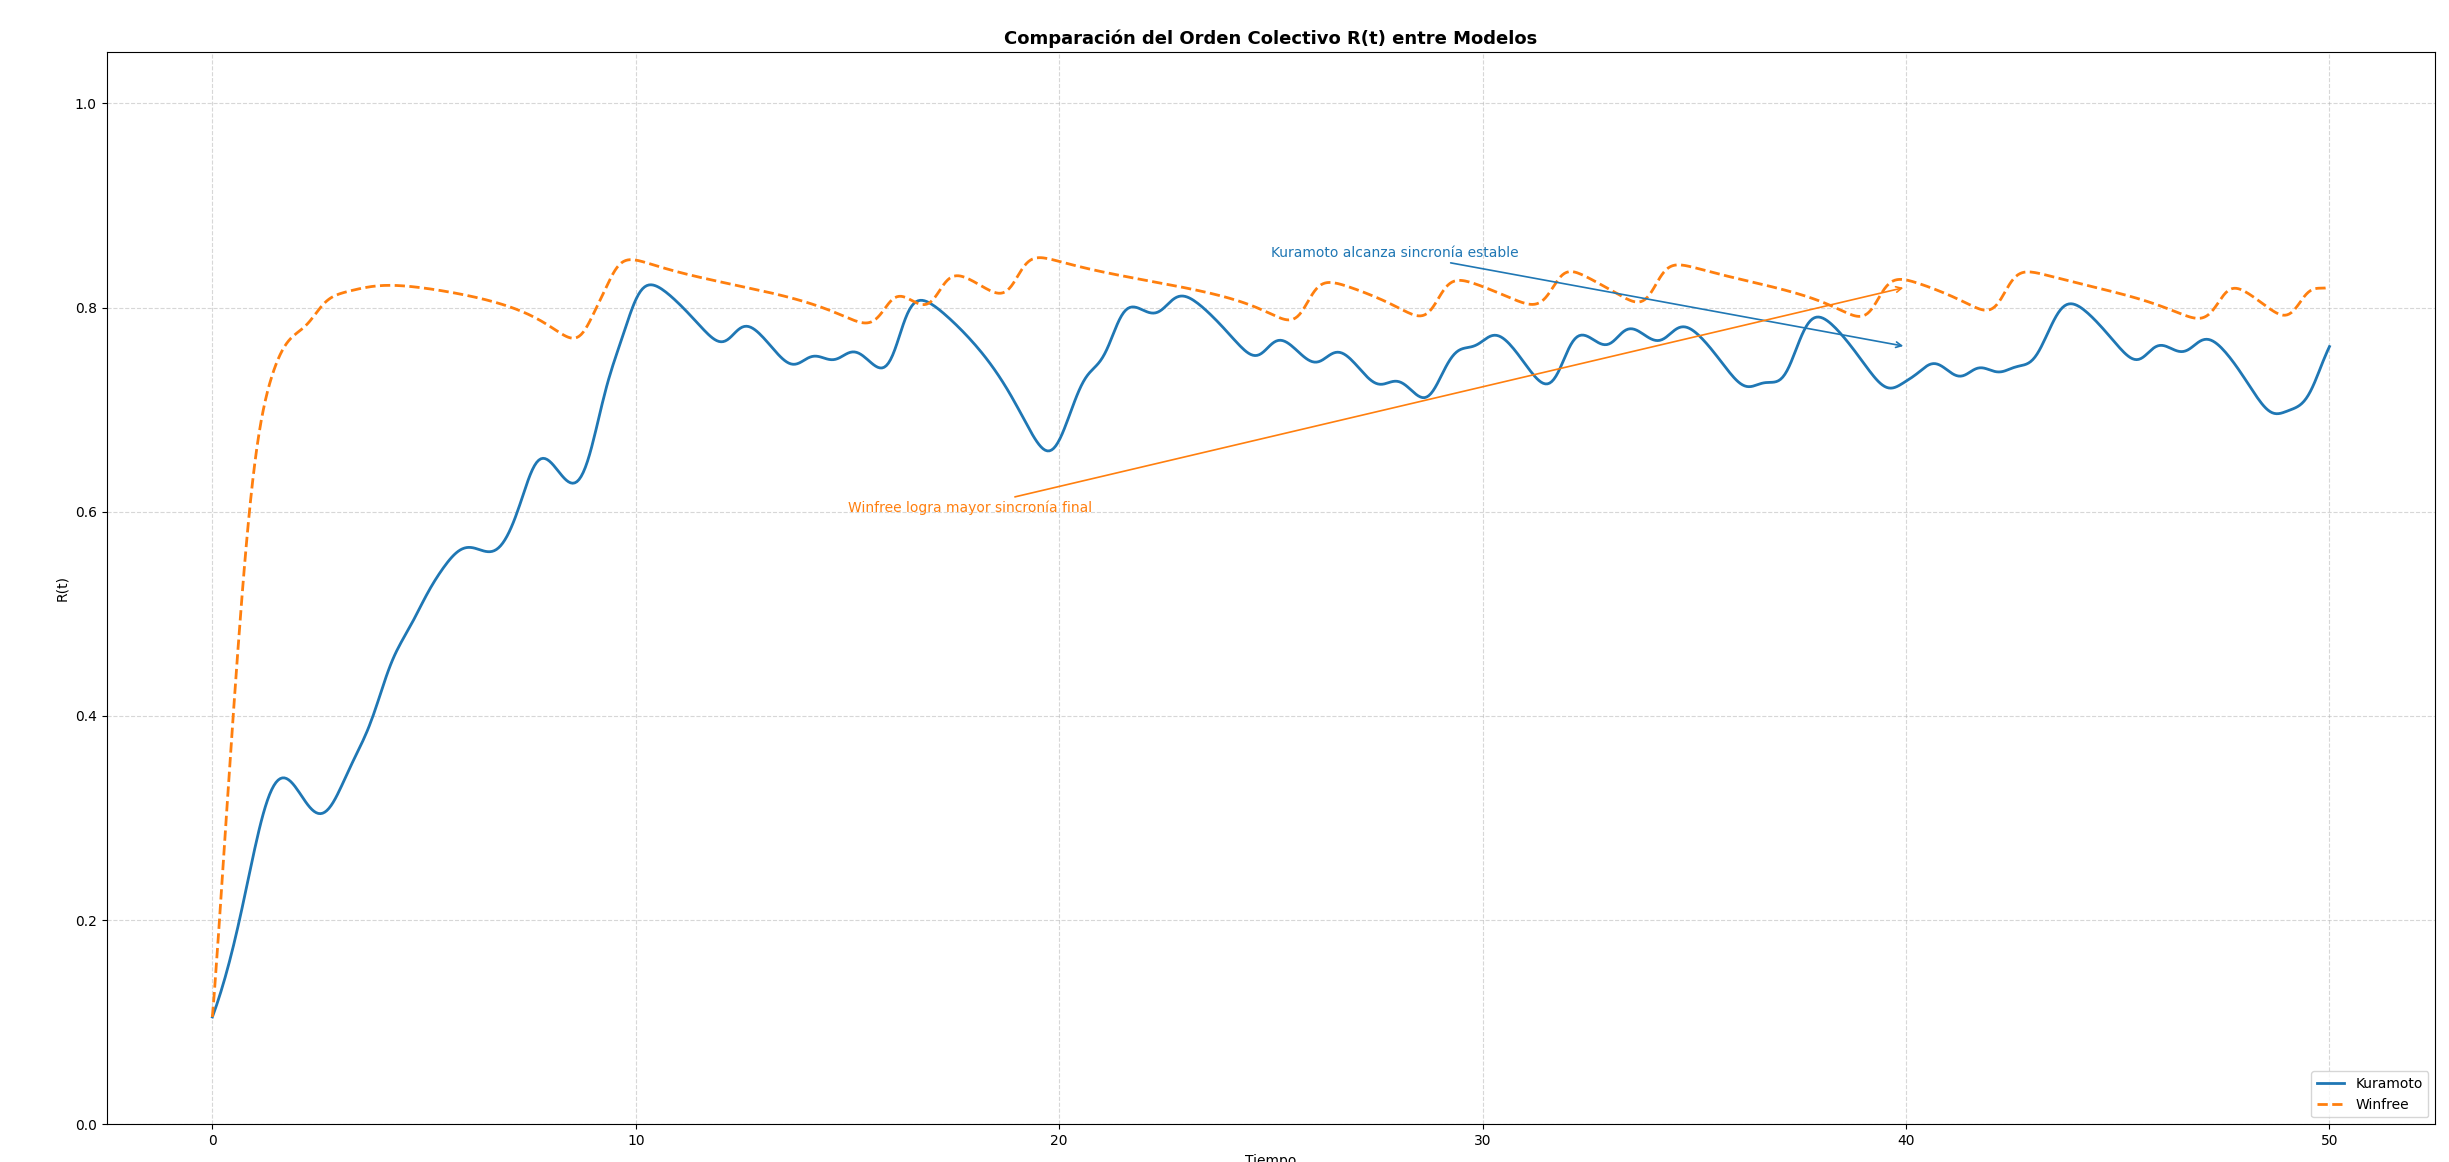 Comparación del Orden Colectivo R(t) entre Modelos
1.0
0.8
0.6
0.4
0.2
0.0
R(t)
Kuramoto alcanza sincronía estable
Winfree logra mayor sincronía final
Kuramoto
Winfree
0
10
20
30
40
50
Tiempo